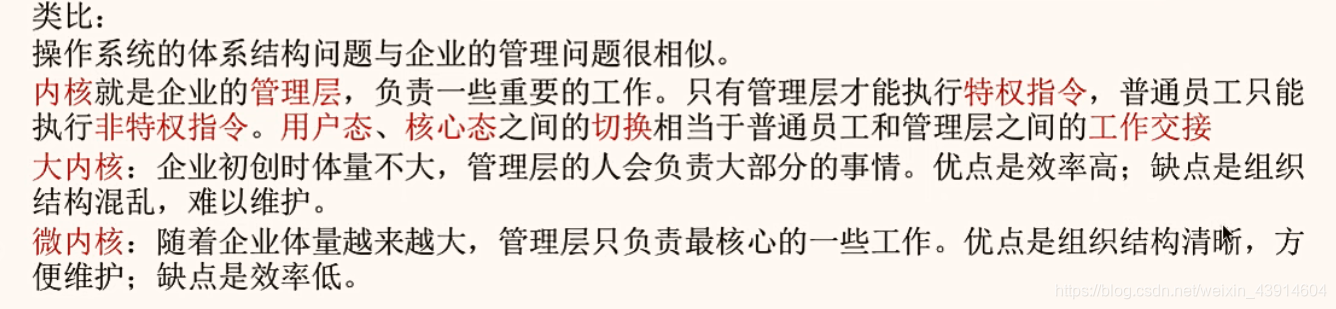 类比：
操作系统的体系结构问题与企业的管理问题很相似。
内核就是企业的管理层，负责一些重要的工作。只有管理层才能执行特权指令，普通员工只能
执行非特权指令。用户态、核心态之间的切换相当于普通员工和管理层之间的工作交接
大内核：企业初创时体量不大，管理层的人会负责大部分的事情。优点是效率高；缺点是组织
结构混乱，难以维护。
微内核：随着企业体量越来越大，管理层只负责最核心的一些工作。优点是组织结构清晰，方
便维护；缺点是效率低。
https://blog.csdn.net/weixin_43914604